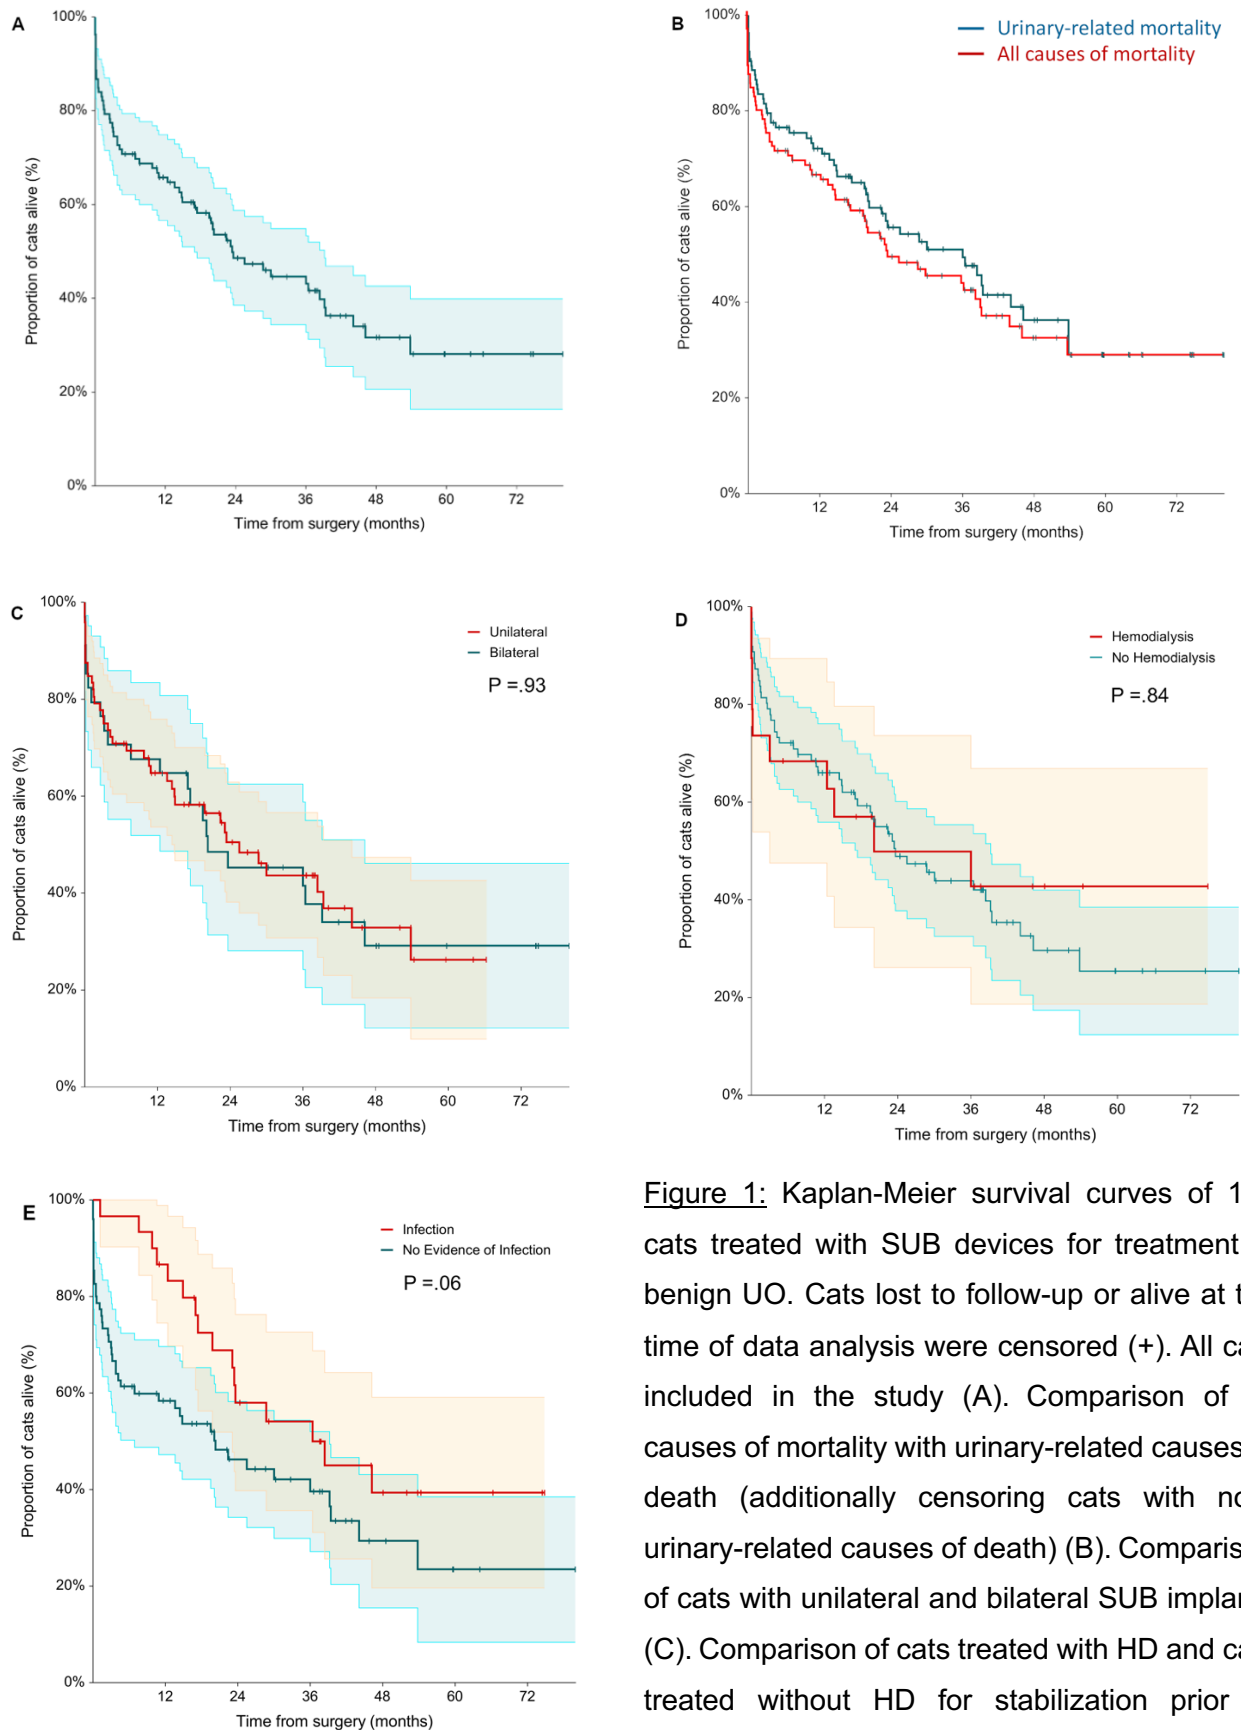 A
100%
80%
60%
40%
20%
0%
Proportion of cats alive (%)
12 24 36 48 60 72
Time from surgery (months)
B
Urinary-related mortality
All causes of mortality
100%
80%
60%
40%
20%
0%
Proportion of cats alive (%)
12 24 36 48 60 72
Time from surgery (months)
C
Unilateral
Bilateral
P =.93
100%
80%
60%
40%
20%
0%
Proportion of cats alive (%)
12 24 36 48 60 72
Time from surgery (months)
D
Hemodialysis
No Hemodialysis
P =.84
100%
80%
60%
40%
20%
0%
Proportion of cats alive (%)
12 24 36 48 60 72
Time from surgery (months)
E
Infection
No Evidence of Infection
P =.06
100%
80%
60%
40%
20%
0%
Proportion of cats alive (%)
12 24 36 48 60 72
Time from surgery (months)
Figure 1: Kaplan-Meier survival curves of
cats treated with SUB devices for treatment
benign UO. Cats lost to follow-up or alive at
time of data analysis were censored (+). All
included in the study (A). Comparison of
causes of mortality with urinary-related causes
death (additionally censoring cats with
urinary-related causes of death) (B).
of cats with unilateral and bilateral SUB
(C). Comparison of cats treated with HD and
treated without HD for stabilization prior